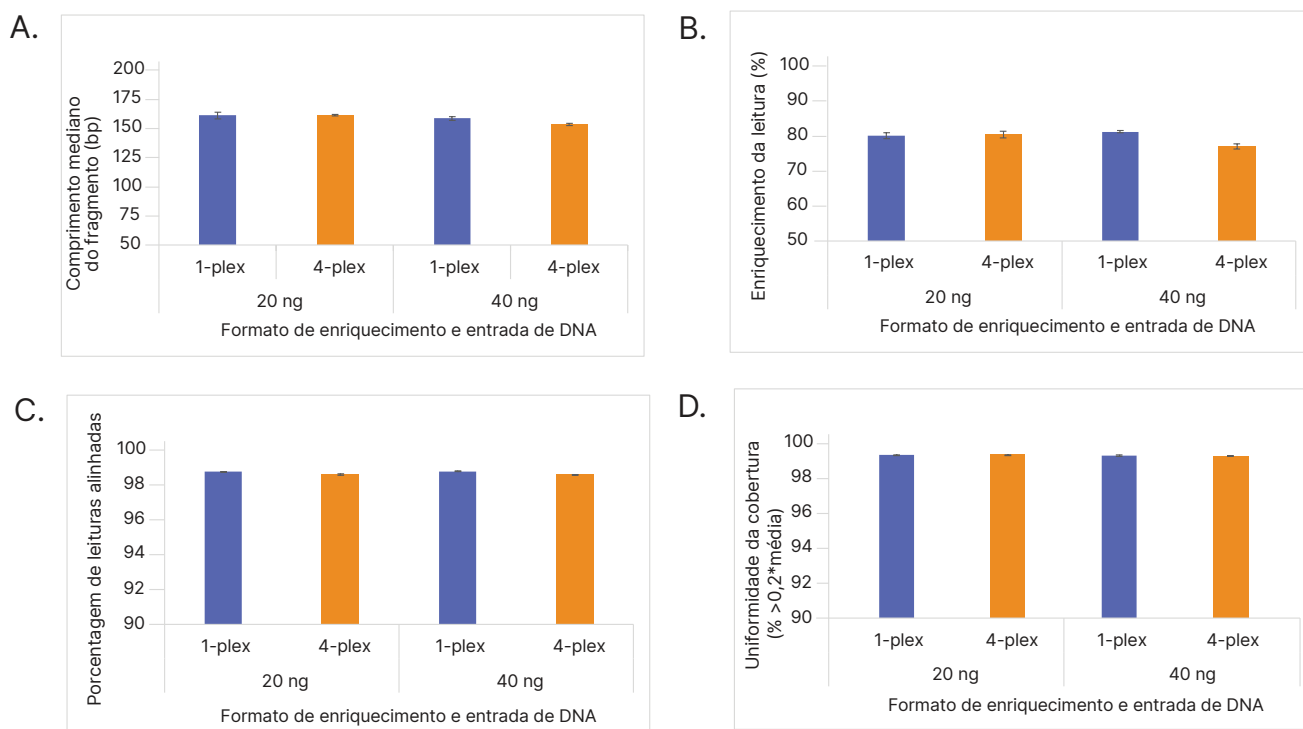 A.
Comprimento mediano
do fragmento (bp)
200
175
150
125
100
75
50
1-plex 4-plex 1-plex 4-plex
20 ng 40 ng
Formato de enriquecimento e entrada de DNA
B.
Enriquecimento da leitura (%)
100
90
80
70
60
50
1-plex 4-plex 1-plex 4-plex
20 ng 40 ng
Formato de enriquecimento e entrada de DNA
C.
Porcentagem de leituras alinhadas
100
98
96
94
92
90
1-plex 4-plex 1-plex 4-plex
20 ng 40 ng
Formato de enriquecimento e entrada de DNA
D.
Uniformidade da cobertura
(% >0,2*média)
100
98
96
94
92
90
1-plex 4-plex 1-plex 4-plex
20 ng 40 ng
Formato de enriquecimento e entrada de DNA